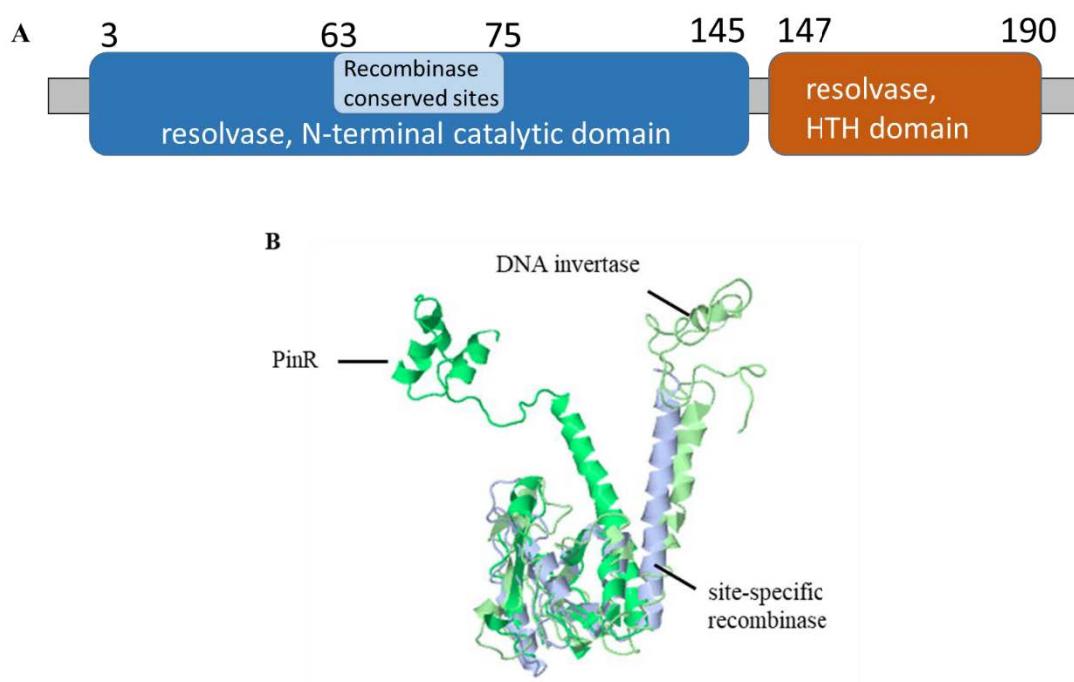 A
3 63 75 145 147 190
Recombinase
conserved sites
resolvase, N-terminal catalytic domain
resolvase,
HTH domain
B
DNA invertase
PinR
site-specific
recombinase